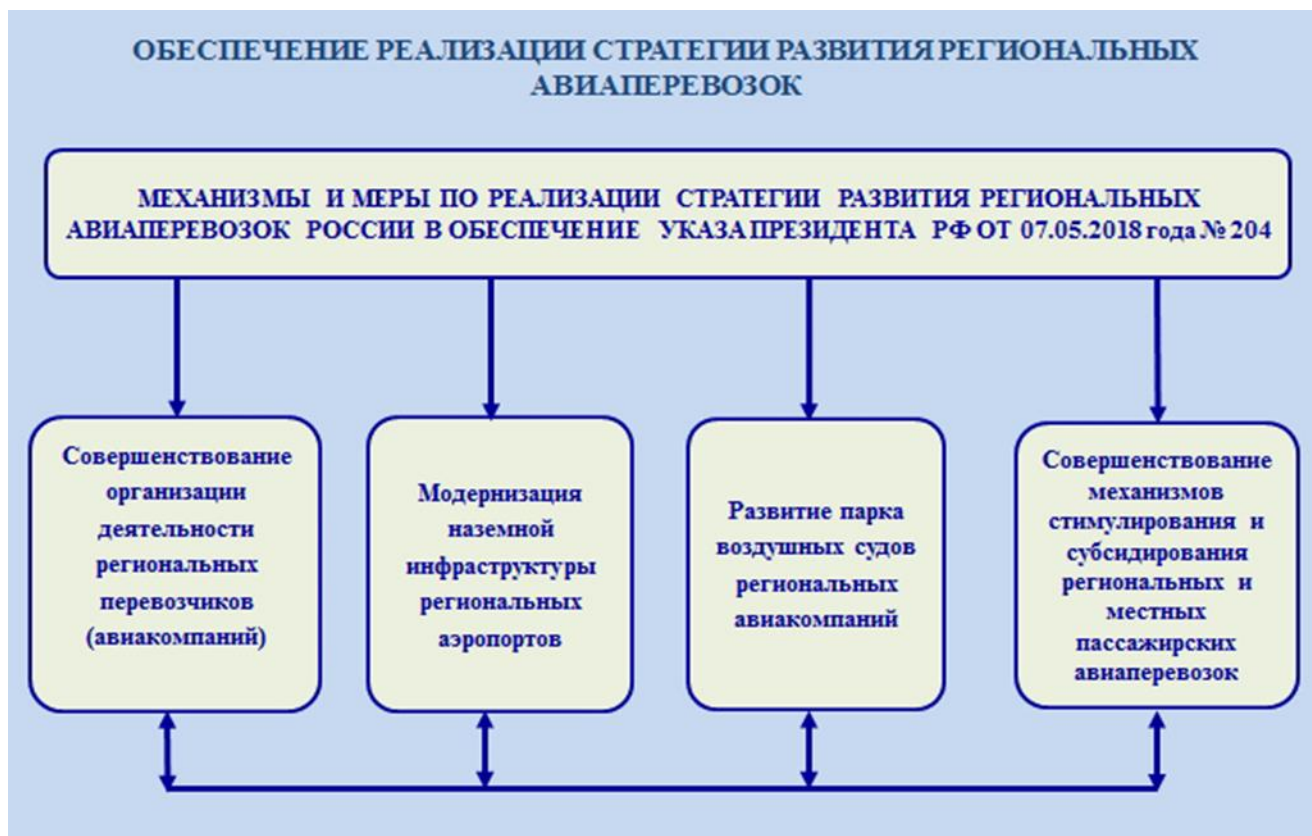 ОБЕСПЕЧЕНИЕ РЕАЛИЗАЦИИ СТРАТЕГИИ РАЗВИТИЯ РЕГИОНАЛЬНЫХ
АВИАПЕРЕВОЗОК
МЕХАНИЗМЫ И МЕРЫ ПО РЕАЛИЗАЦИИ СТРАТЕГИИ РАЗВИТИЯ РЕГИОНАЛЬНЫХ
АВИАПЕРЕВОЗОК РОССИИ В ОБЕСПЕЧЕНИЕ УКАЗА ПРЕЗИДЕНТА РФ ОТ 07.05.2018 года № 204
Совершенствование
организации
деятельности
региональных
перевозчиков
(авиакомпаний)
Модернизация
наземной
инфраструктуры
региональных
аэропортов
Развитие парка
воздушных судов
региональных
авиакомпаний
Совершенствование
механизмов
стимулирования и
субсидирования
региональных и
местных
пассажирских
авиаперевозок